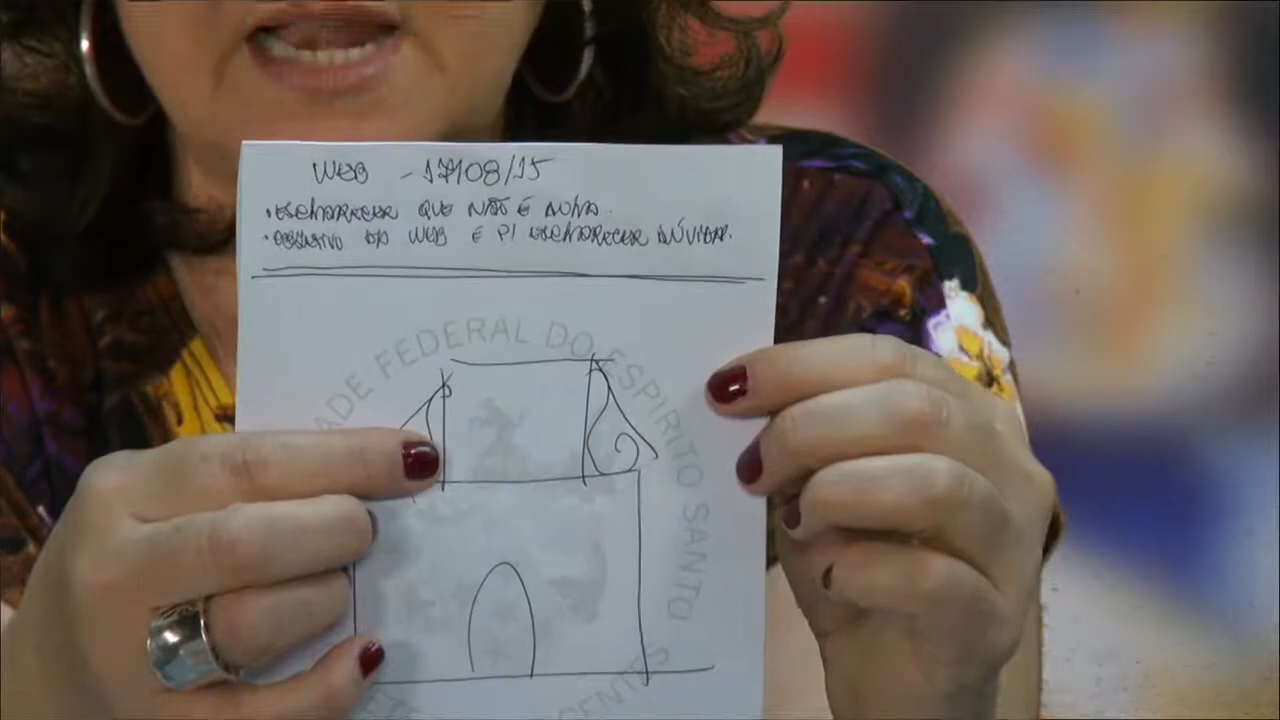 WEB - 17/08/15
• ESCLARECER QUE NÃO É AULA.
• OBJETIVO DO WEB É P/ ESCLARECER DÚVIDAS.
ADE FEDERAL DO ESPIRITO SANTO